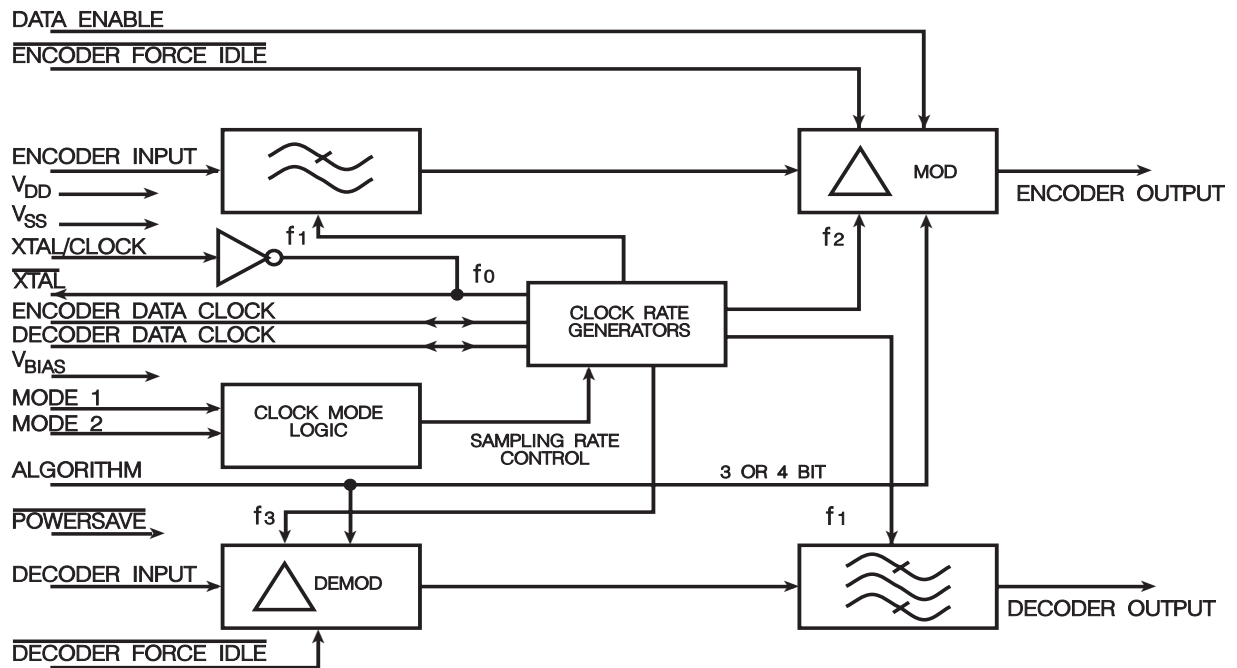 DATA ENABLE
ENCODER FORCE IDLE
ENCODER INPUT
MOD
ENCODER OUTPUT
VDD
VSS
f1
f2
XTAL/CLOCK
f0
XTAL
CLOCK RATE
GENERATORS
ENCODER DATA CLOCK
DECODER DATA CLOCK
VBIAS
MODE 1
MODE 2
CLOCK MODE
LOGIC
SAMPLING RATE
CONTROL
ALGORITHM
3 OR 4 BIT
POWERSAVE
f3
f1
DECODER INPUT
DEMOD
DECODER OUTPUT
DECODER FORCE IDLE